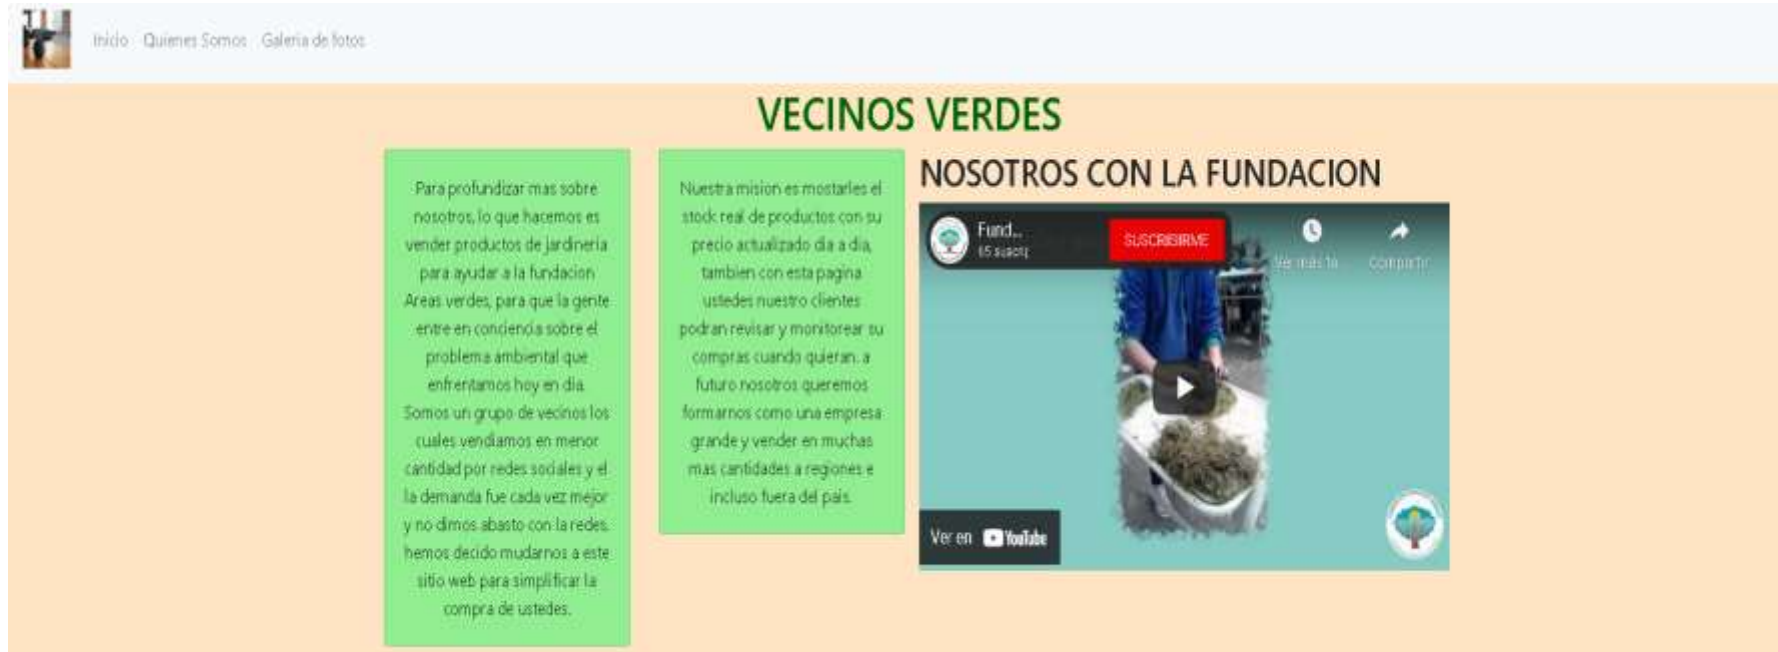 Inicio Quienes Somos Galeria de fotos
VECINOS VERDES
Para profundizar mas sobre
nosotros, lo que hacemos es
vender productos de jardineria
para ayudar a la fundacion
Areas verdes, para que la gente
entre en conciencia sobre el
problema ambiental que
enfrentamos hoy en dia.
Somos un grupo de vecinos los
cuales vendiamos en menor
cantidad por redes sociales y el
la demanda fue cada vez mejor
y no dimos abasto con la redes,
hemos decido mudarnos a este
sitio web para simplificar la
compra de ustedes.
Nuestra mision es mostarles el
stock real de productos con su
precio actualizado dia a dia,
tambien con esta pagina
ustedes nuestro clientes
podran revisar y monitorear su
compras cuando quieran. a
futuro nosotros queremos
formarnos como una empresa
grande y vender en muchas
mas cantidades a regiones e
incluso fuera del pais.
NOSOTROS CON LA FUNDACION
Fund...
65 suscri
SUSCRIBIRME
Ver más ta
Compartir
Ver en YouTube